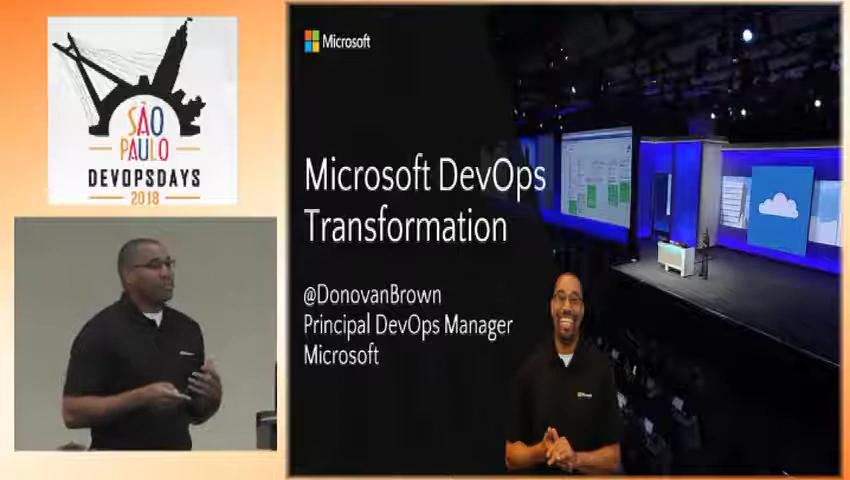 SÃO
PAULO
DEVOPSDAYS
2018
Microsoft
Microsoft DevOps
Transformation
@DonovanBrown
Principal DevOps Manager
Microsoft